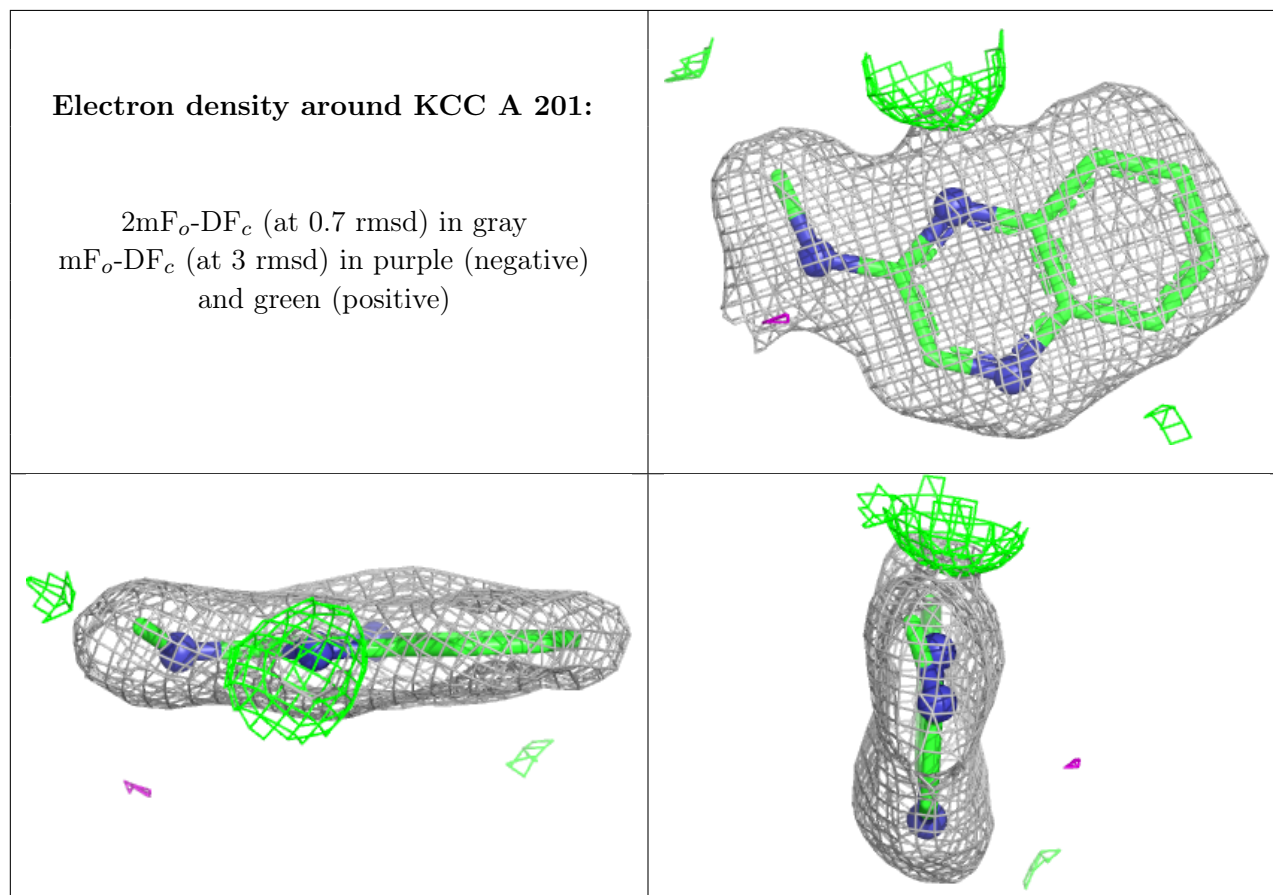 Electron density around KCC A 201:
2mFo-DFc (at 0.7 rmsd) in gray
mFo-DFc (at 3 rmsd) in purple (negative)
and green (positive)